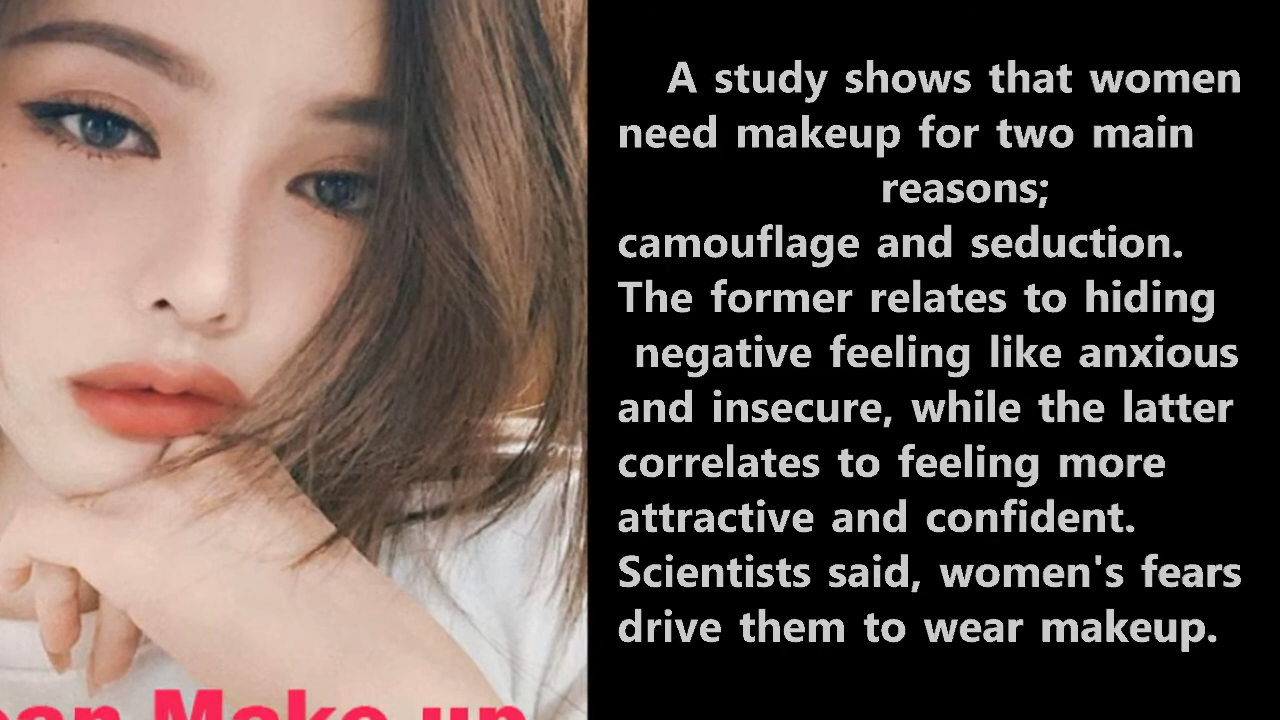 A study shows that women
need makeup for two main
reasons;
camouflage and seduction.
The former relates to hiding
negative feeling like anxious
and insecure, while the latter
correlates to feeling more
attractive and confident.
Scientists said, women's fears
drive them to wear makeup.
Make up